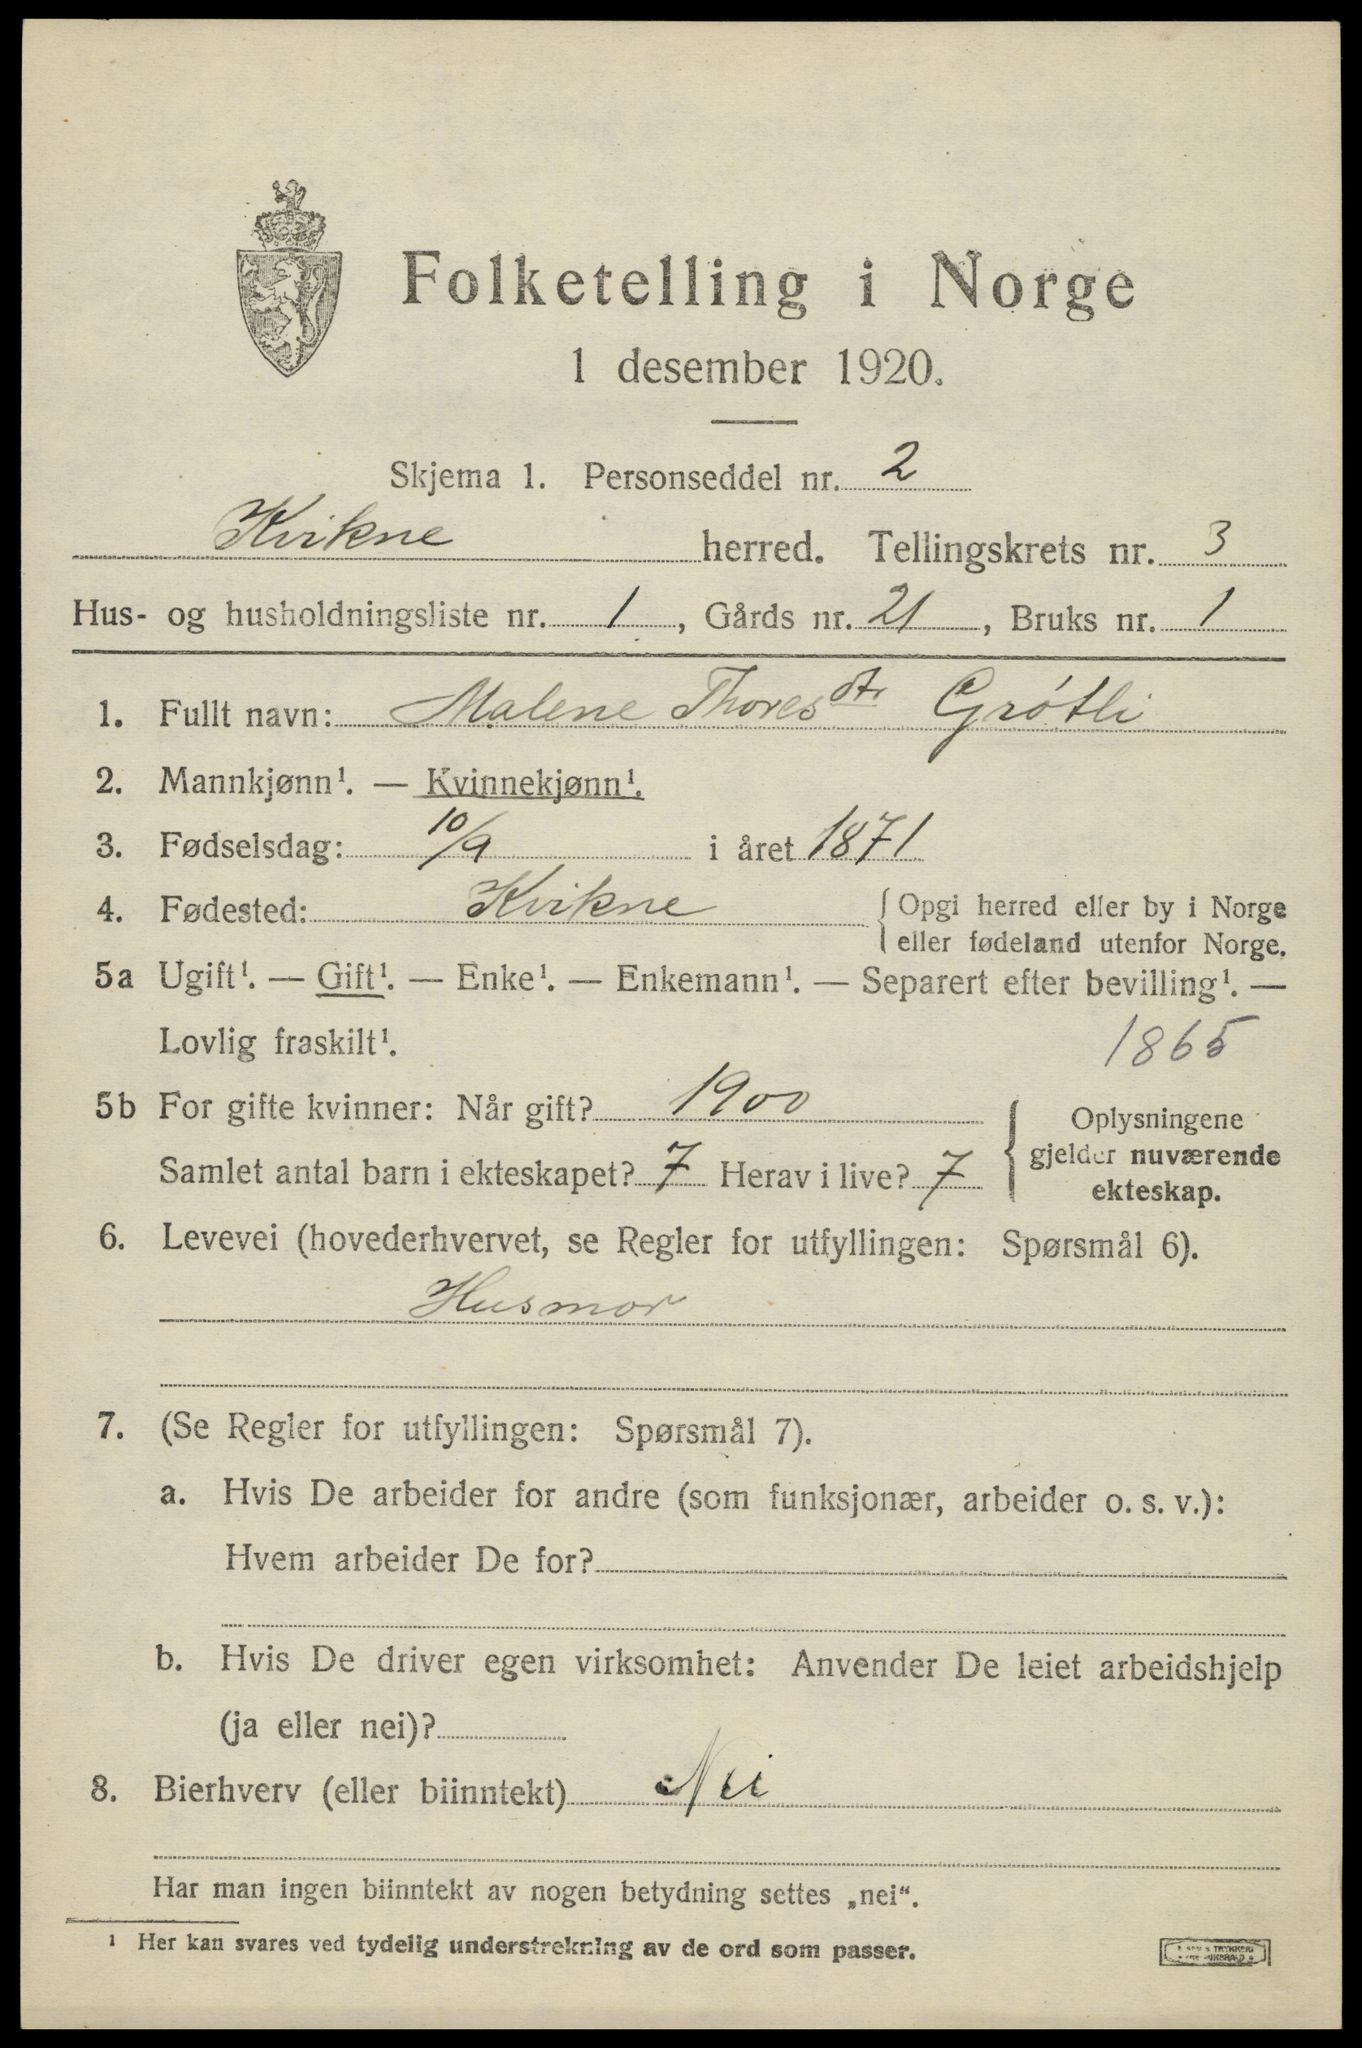 Folketelling i Norge
1 desember 1920.
Skjema 1. Personseddel nr. 2
Kvikne herred. Tellingskrets nr. 3
Hus- og husholdningsliste nr. 1, Gårds nr. 21, Bruks nr. 1
1. Fullt navn: Malene Thoresdtr Grötli
2. Mannkjønn¹. — Kvinnekjønn¹.
3. Fødselsdag: 10/9 i året 1871
4. Fødested: Kvikne { Opgi herred eller by i Norge
eller fødeland utenfor Norge.
5a Ugift¹. — Gift¹. — Enke¹. — Enkemann¹. — Separert efter bevilling¹. —
Lovlig fraskilt¹. 1865
5b For gifte kvinner: Når gift? 1900
Samlet antal barn i ekteskapet? 7 Herav i live? 7
{ Oplysningene
gjelder nuværende
ekteskap.
6. Levevei (hovederhvervet, se Regler for utfyllingen: Spørsmål 6).
Husmor
7. (Se Regler for utfyllingen: Spørsmål 7).
a. Hvis De arbeider for andre (som funksjonær, arbeider o. s. v.):
Hvem arbeider De for?
b. Hvis De driver egen virksomhet: Anvender De leiet arbeidshjelp
(ja eller nei)?
8. Bierhverv (eller biinntekt) Nei
Har man ingen biinntekt av nogen betydning settes „nei“.
¹ Her kan svares ved tydelig understrekning av de ord som passer.